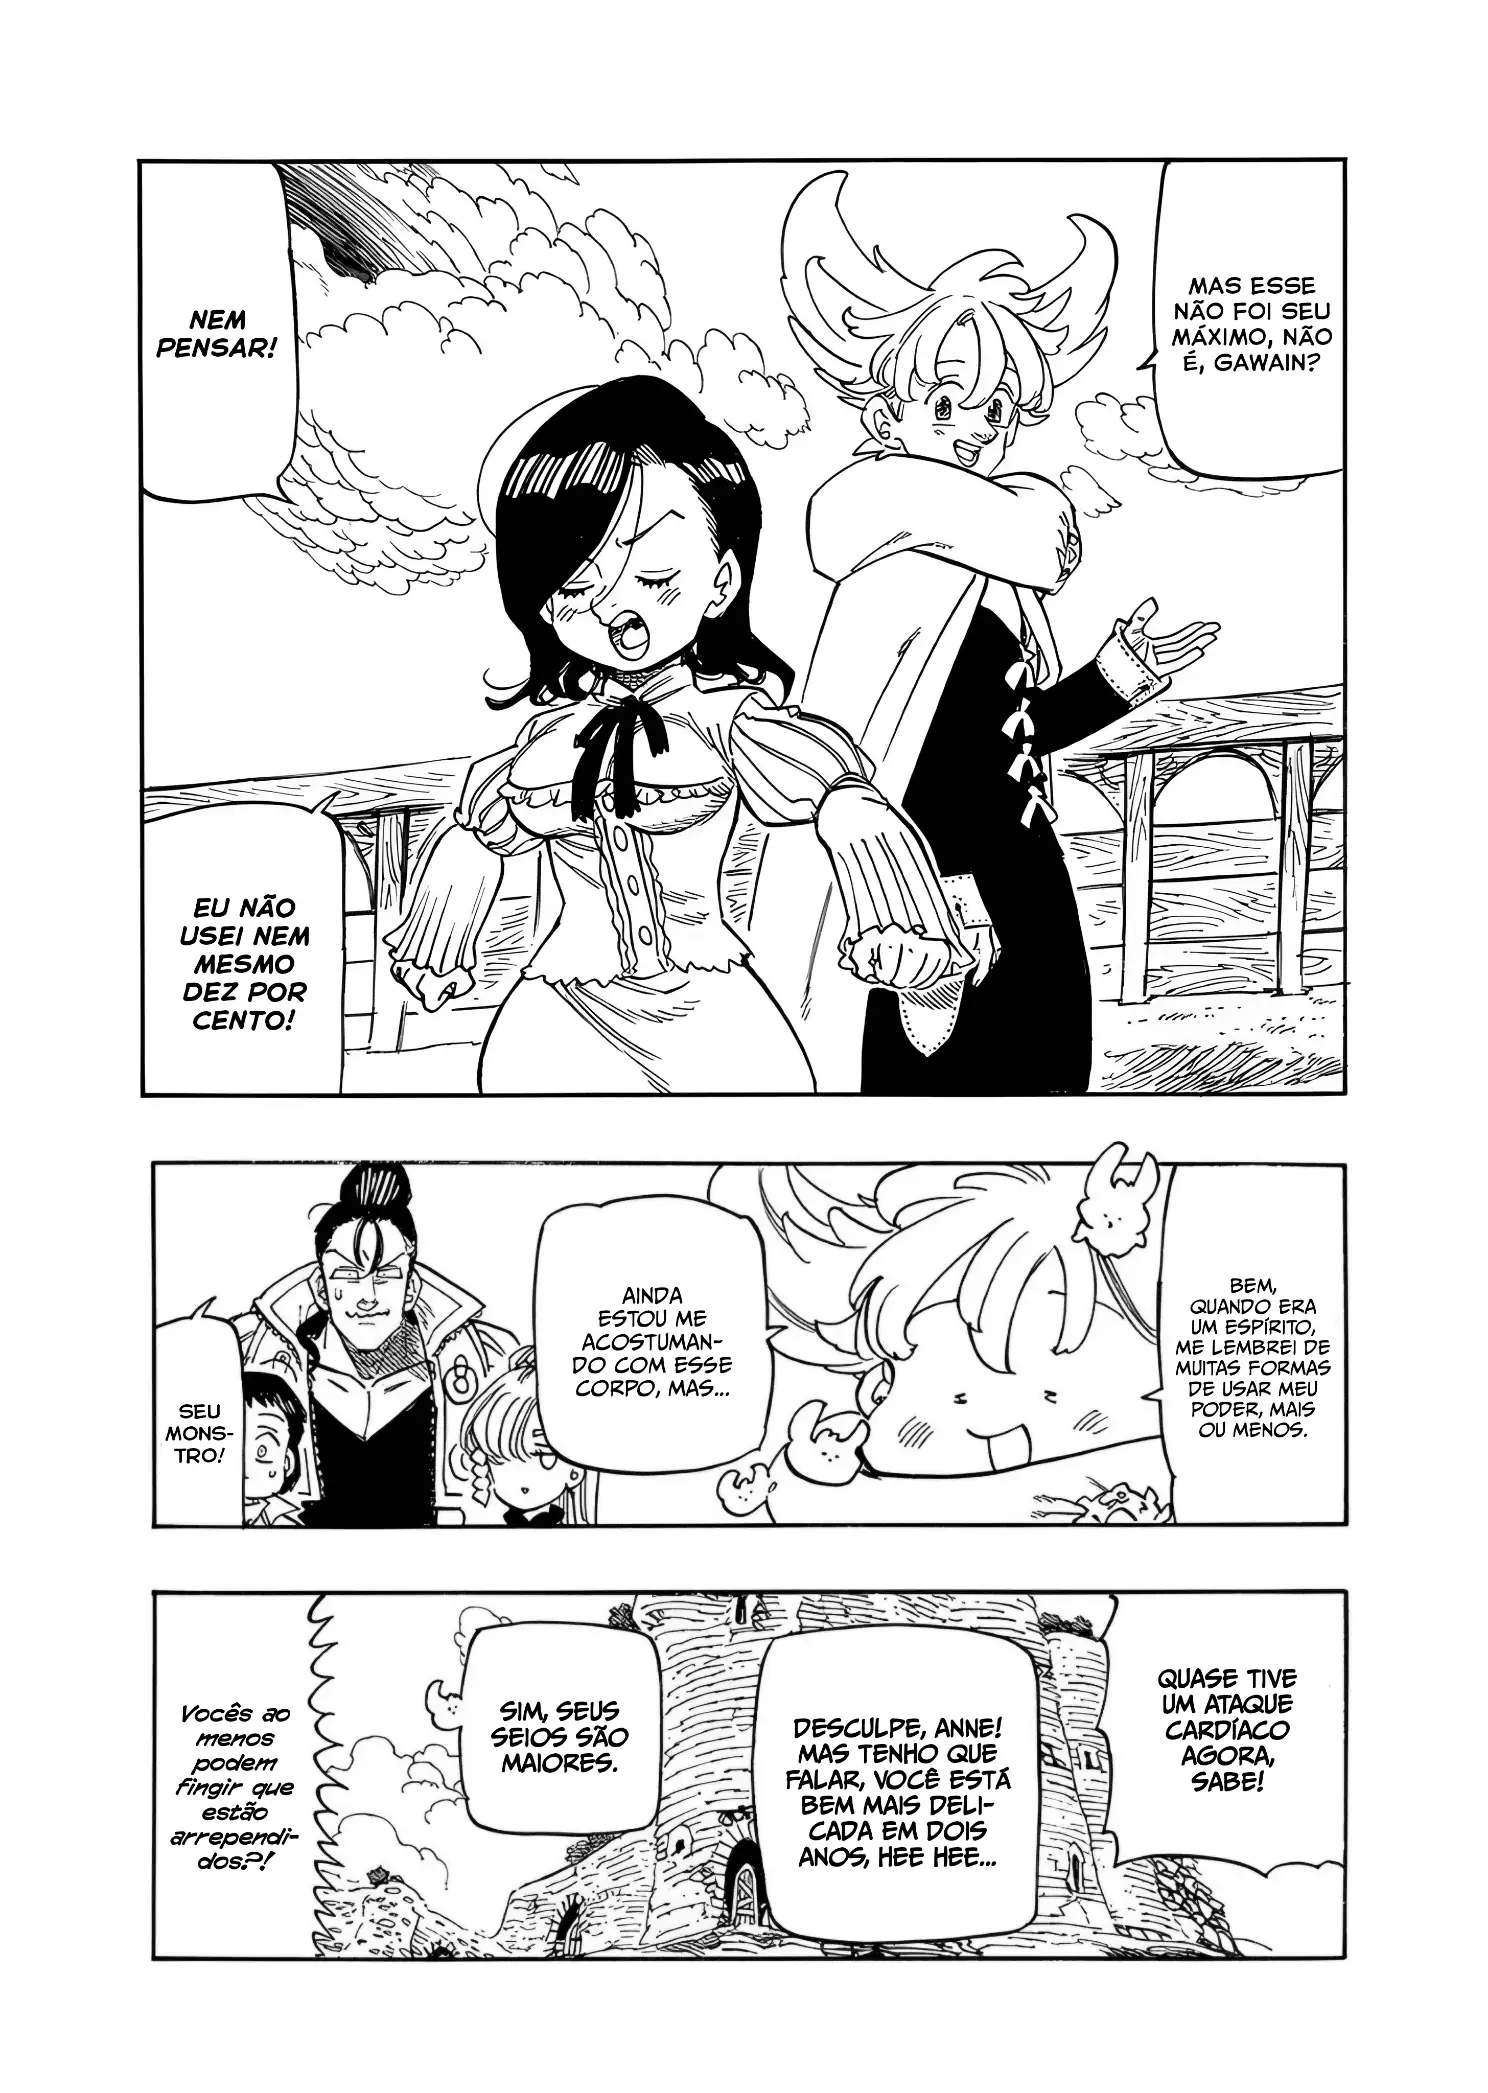 MAS ESSE
NÃO FOI SEU
MÁXIMO, NÃO
É, GAWAIN?
NEM
PENSAR!
EU NÃO
USEI NEM
MESMO
DEZ POR
CENTO!
BEM,
QUANDO ERA
UM ESPÍRITO,
ME LEMBREI DE
MUITAS FORMAS
DE USAR MEU
PODER, MAIS
OU MENOS.
AINDA
ESTOU ME
ACOSTUMAN-
DO COM ESSE
CORPO, MAS...
SEU
MONS-
TRO!
QUASE TIVE
UM ATAQUE
CARDÍACO
AGORA,
SABE!
DESCULPE, ANNE!
MAS TENHO QUE
FALAR, VOCÊ ESTÁ
BEM MAIS DELI-
CADA EM DOIS
ANOS, HEE HEE...
SIM, SEUS
SEIOS SÃO
MAIORES.
Vocês ao
menos
podem
fingir que
estão
arrependi-
dos?!